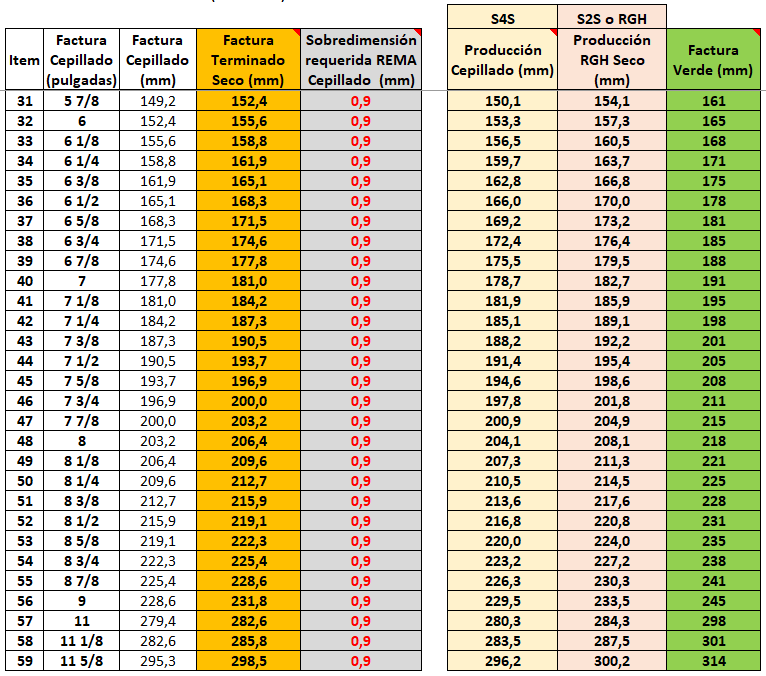 S4S S2S o RGH
Item Factura Cepillado (pulgadas) Factura Cepillado (mm) Factura Terminado Seco (mm) Sobredimensión requerida REMA Cepillado (mm) Producción Cepillado (mm) Producción RGH Seco (mm) Factura Verde (mm)
31 5 7/8 149,2 152,4 0,9 150,1 154,1 161
32 6 152,4 155,6 0,9 153,3 157,3 165
33 6 1/8 155,6 158,8 0,9 156,5 160,5 168
34 6 1/4 158,8 161,9 0,9 159,7 163,7 171
35 6 3/8 161,9 165,1 0,9 162,8 166,8 175
36 6 1/2 165,1 168,3 0,9 166,0 170,0 178
37 6 5/8 168,3 171,5 0,9 169,2 173,2 181
38 6 3/4 171,5 174,6 0,9 172,4 176,4 185
39 6 7/8 174,6 177,8 0,9 175,5 179,5 188
40 7 177,8 181,0 0,9 178,7 182,7 191
41 7 1/8 181,0 184,2 0,9 181,9 185,9 195
42 7 1/4 184,2 187,3 0,9 185,1 189,1 198
43 7 3/8 187,3 190,5 0,9 188,2 192,2 201
44 7 1/2 190,5 193,7 0,9 191,4 195,4 205
45 7 5/8 193,7 196,9 0,9 194,6 198,6 208
46 7 3/4 196,9 200,0 0,9 197,8 201,8 211
47 7 7/8 200,0 203,2 0,9 200,9 204,9 215
48 8 203,2 206,4 0,9 204,1 208,1 218
49 8 1/8 206,4 209,6 0,9 207,3 211,3 221
50 8 1/4 209,6 212,7 0,9 210,5 214,5 225
51 8 3/8 212,7 215,9 0,9 213,6 217,6 228
52 8 1/2 215,9 219,1 0,9 216,8 220,8 231
53 8 5/8 219,1 222,3 0,9 220,0 224,0 235
54 8 3/4 222,3 225,4 0,9 223,2 227,2 238
55 8 7/8 225,4 228,6 0,9 226,3 230,3 241
56 9 228,6 231,8 0,9 229,5 233,5 245
57 11 279,4 282,6 0,9 280,3 284,3 298
58 11 1/8 282,6 285,8 0,9 283,5 287,5 301
59 11 5/8 295,3 298,5 0,9 296,2 300,2 314